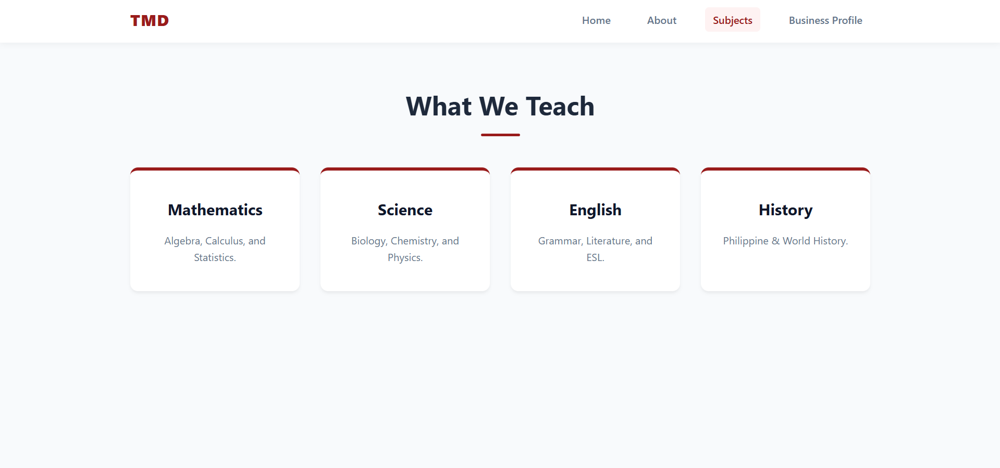 TMD
Home
About
Subjects
Business Profile
What We Teach
Mathematics
Algebra, Calculus, and
Statistics.
Science
Biology, Chemistry, and
Physics.
English
Grammar, Literature, and
ESL.
History
Philippine & World History.